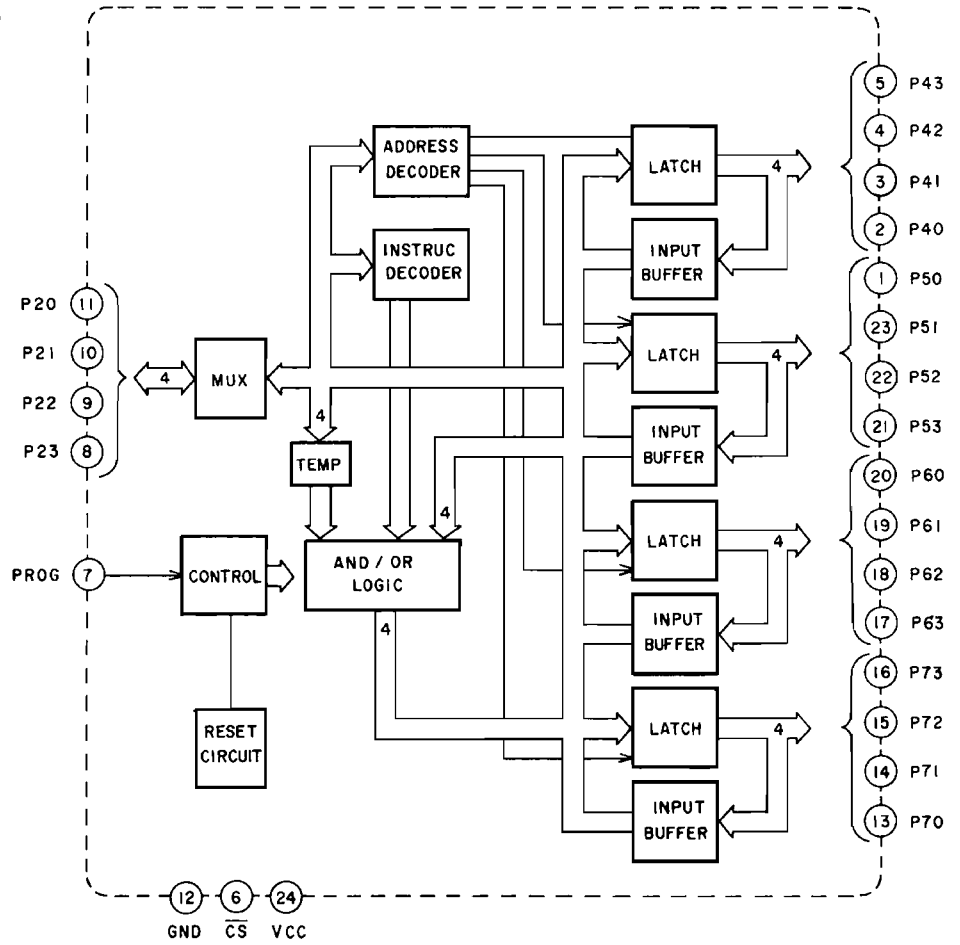 5 P43
ADDRESS
DECODER
LATCH
4
4 P42
3 P41
2 P40
INSTRUC
DECODER
INPUT
BUFFER
P20 11
P21 10
P22 9
P23 8
4
MUX
1 P50
23 P51
22 P52
21 P53
LATCH
4
4
TEMP
INPUT
BUFFER
20 P60
19 P61
18 P62
17 P63
4
LATCH
4
PROG 7
CONTROL
AND / OR
LOGIC
4
INPUT
BUFFER
16 P73
15 P72
14 P71
13 P70
RESET
CIRCUIT
LATCH
4
INPUT
BUFFER
12 6 24
GND C̅S̅ VCC